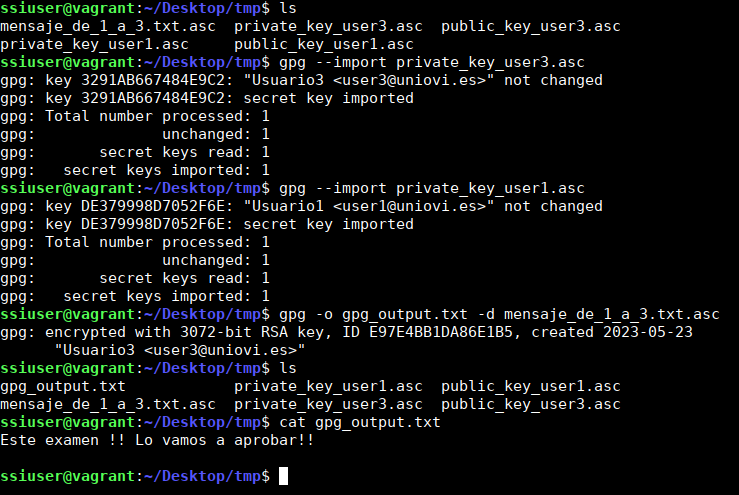 ssiuser@vagrant:~/Desktop/tmp$ ls
mensaje_de_1_a_3.txt.asc  private_key_user3.asc  public_key_user3.asc
private_key_user1.asc     public_key_user1.asc
ssiuser@vagrant:~/Desktop/tmp$ gpg --import private_key_user3.asc
gpg: key 3291AB667484E9C2: "Usuario3 <user3@uniovi.es>" not changed
gpg: key 3291AB667484E9C2: secret key imported
gpg: Total number processed: 1
gpg:              unchanged: 1
gpg:       secret keys read: 1
gpg:   secret keys imported: 1
ssiuser@vagrant:~/Desktop/tmp$ gpg --import private_key_user1.asc
gpg: key DE379998D7052F6E: "Usuario1 <user1@uniovi.es>" not changed
gpg: key DE379998D7052F6E: secret key imported
gpg: Total number processed: 1
gpg:              unchanged: 1
gpg:       secret keys read: 1
gpg:   secret keys imported: 1
ssiuser@vagrant:~/Desktop/tmp$ gpg -o gpg_output.txt -d mensaje_de_1_a_3.txt.asc
gpg: encrypted with 3072-bit RSA key, ID E97E4BB1DA86E1B5, created 2023-05-23
      "Usuario3 <user3@uniovi.es>"
ssiuser@vagrant:~/Desktop/tmp$ ls
gpg_output.txt            private_key_user1.asc  public_key_user1.asc
mensaje_de_1_a_3.txt.asc  private_key_user3.asc  public_key_user3.asc
ssiuser@vagrant:~/Desktop/tmp$ cat gpg_output.txt
Este examen !! Lo vamos a aprobar!!
ssiuser@vagrant:~/Desktop/tmp$